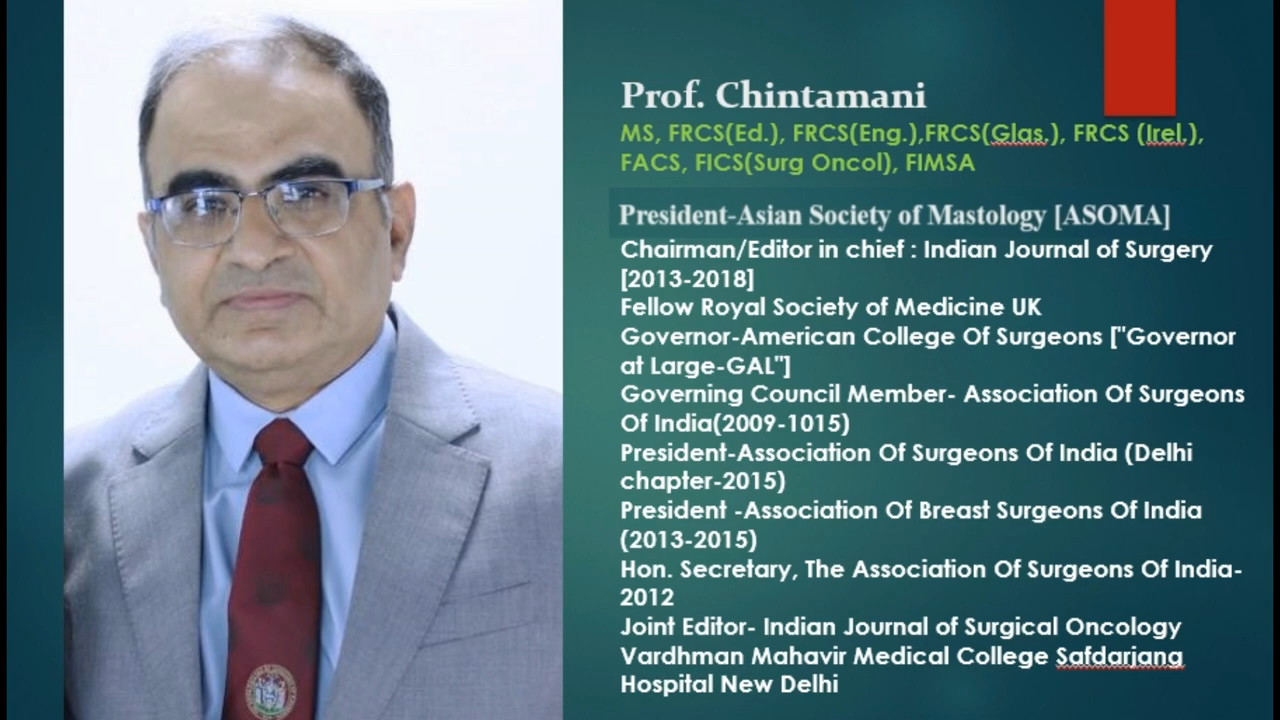 Prof. Chintamani
MS, FRCS(Ed.), FRCS(Eng.),FRCS(Glas.), FRCS (Irel.),
FACS, FICS(Surg Oncol), FIMSA
President-Asian Society of Mastology [ASOMA]
Chairman/Editor in chief : Indian Journal of Surgery
[2013-2018]
Fellow Royal Society of Medicine UK
Governor-American College Of Surgeons ["Governor
at Large-GAL"]
Governing Council Member- Association Of Surgeons
Of India(2009-1015)
President-Association Of Surgeons Of India (Delhi
chapter-2015)
President -Association Of Breast Surgeons Of India
(2013-2015)
Hon. Secretary, The Association Of Surgeons Of India-
2012
Joint Editor- Indian Journal of Surgical Oncology
Vardhman Mahavir Medical College Safdarjang
Hospital New Delhi